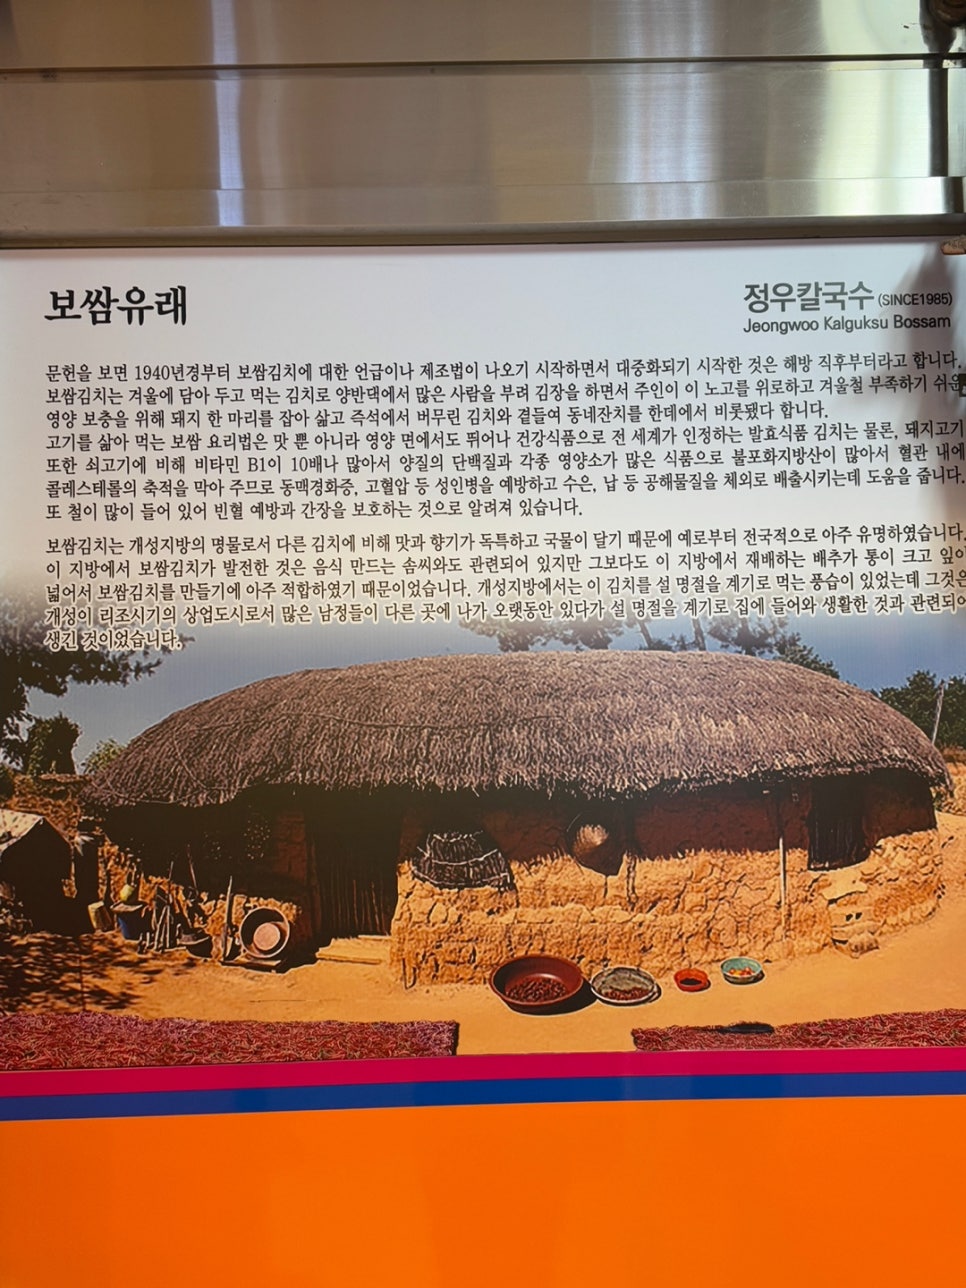 보쌈유래
정우칼국수 (SINCE1985)
Jeongwoo Kalguksu Bossam
문헌을 보면 1940년경부터 보쌈김치에 대한 언급이나 제조법이 나오기 시작하면서 대중화되기 시작한 것은 해방 직후부터라고 합니다.
보쌈김치는 겨울에 담아 두고 먹는 김치로 양반댁에서 많은 사람을 부려 김장을 하면서 주인이 이 노고를 위로하고 겨울철 부족하기 쉬운
영양 보충을 위해 돼지 한 마리를 잡아 삶고 즉석에서 버무린 김치와 곁들여 동네잔치를 한데에서 비롯됐다 합니다.
고기를 삶아 먹는 보쌈 요리법은 맛 뿐 아니라 영양 면에서도 뛰어나 건강식품으로 전 세계가 인정하는 발효식품 김치는 물론, 돼지고기
또한 쇠고기에 비해 비타민 B1이 10배나 많아서 양질의 단백질과 각종 영양소가 많은 식품으로 불포화지방산이 많아서 혈관 내에
콜레스테롤의 축적을 막아 주므로 동맥경화증, 고혈압 등 성인병을 예방하고 수은, 납 등 공해물질을 체외로 배출시키는데 도움을 줍니다.
또 철이 많이 들어 있어 빈혈 예방과 간장을 보호하는 것으로 알려져 있습니다.
보쌈김치는 개성지방의 명물로서 다른 김치에 비해 맛과 향기가 독특하고 국물이 달기 때문에 예로부터 전국적으로 아주 유명하였습니다.
이 지방에서 보쌈김치가 발전한 것은 음식 만드는 솜씨와도 관련되어 있지만 그보다도 이 지방에서 재배하는 배추가 통이 크고 잎이
넓어서 보쌈김치를 만들기에 아주 적합하였기 때문이었습니다. 개성지방에서는 이 김치를 설 명절을 계기로 먹는 풍습이 있었는데 그것은
개성이 리조시기의 상업도시로서 많은 남정들이 다른 곳에 나가 오랫동안 있다가 설 명절을 계기로 집에 들어와 생활한 것과 관련되어
생긴 것이었습니다.